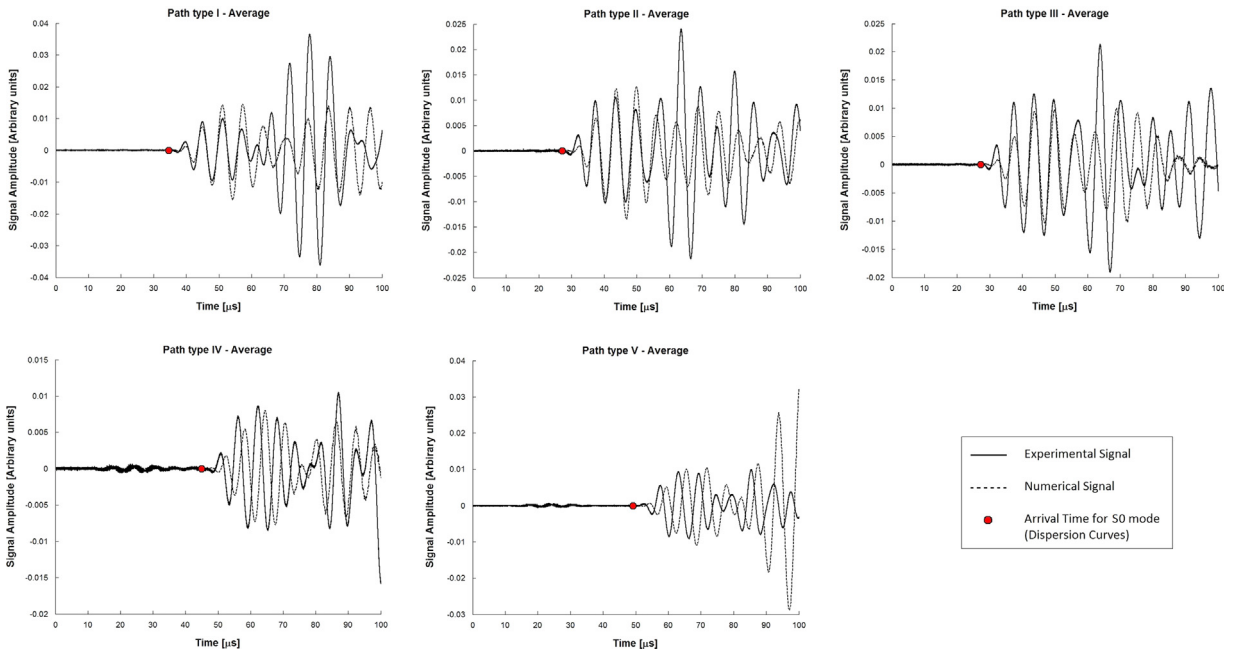 Path type I - Average
Signal Amplitude [Arbirary units]
0.04
0.03
0.02
0.01
0
-0.01
-0.02
-0.03
-0.04
0 10 20 30 40 50 60 70 80 90 100
Time [μs]
Path type II - Average
Signal Amplitude [Arbirary units]
0.025
0.02
0.015
0.01
0.005
0
-0.005
-0.01
-0.015
-0.02
-0.025
0 10 20 30 40 50 60 70 80 90 100
Time [μs]
Path type III - Average
Signal Amplitude [Arbirary units]
0.025
0.02
0.015
0.01
0.005
0
-0.005
-0.01
-0.015
-0.02
0 10 20 30 40 50 60 70 80 90 100
Time [μs]
Path type IV - Average
Signal Amplitude [Arbirary units]
0.015
0.01
0.005
0
-0.005
-0.01
-0.015
-0.02
0 10 20 30 40 50 60 70 80 90 100
Time [μs]
Path type V - Average
Signal Amplitude [Arbirary units]
0.04
0.03
0.02
0.01
0
-0.01
-0.02
-0.03
0 10 20 30 40 50 60 70 80 90 100
Time [μs]
Experimental Signal
Numerical Signal
Arrival Time for S0 mode
(Dispersion Curves)